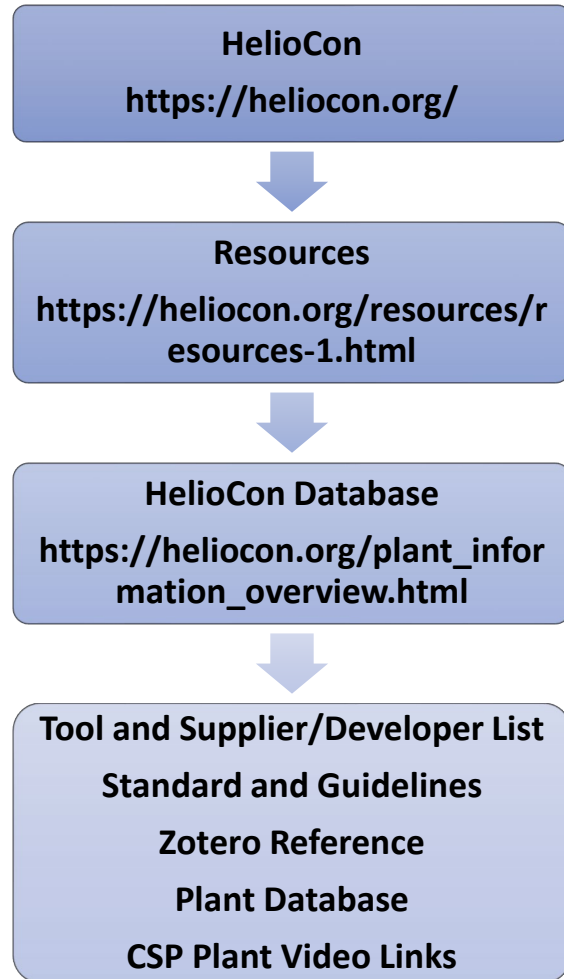 HelioCon
https://heliocon.org/
Resources
https://heliocon.org/resources/r
esources-1.html
HelioCon Database
https://heliocon.org/plant_infor
mation_overview.html
Tool and Supplier/Developer List
Standard and Guidelines
Zotero Reference
Plant Database
CSP Plant Video Links